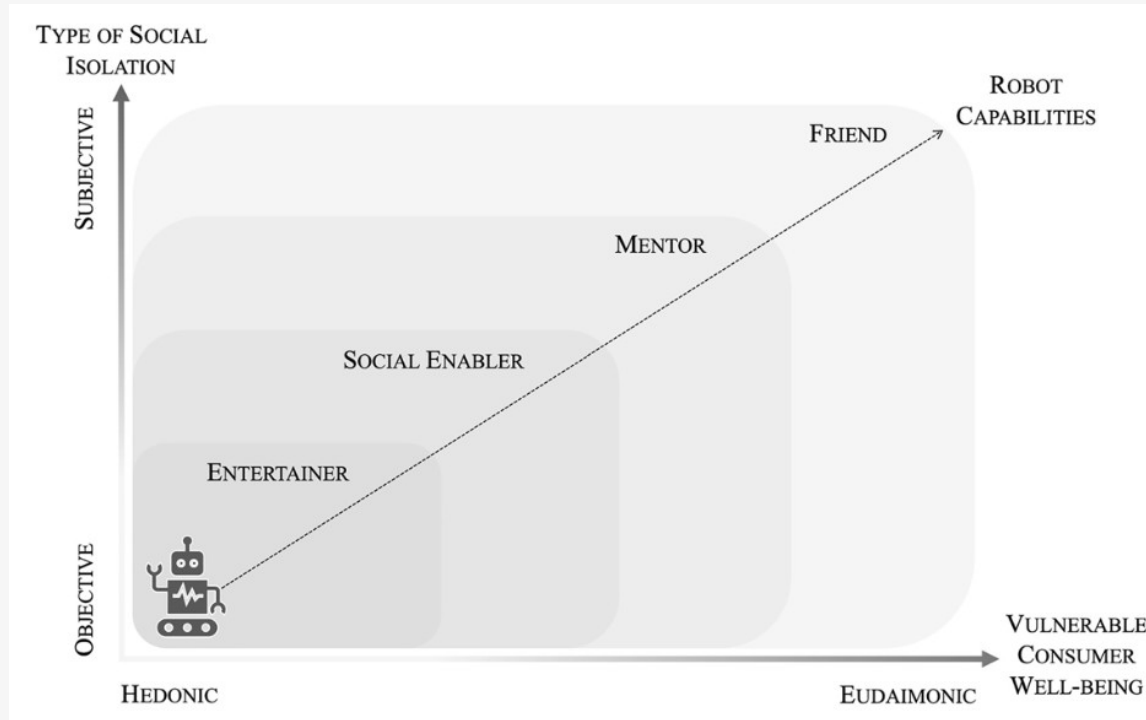 TYPE OF SOCIAL
ISOLATION
ROBOT
CAPABILITIES
SUBJECTIVE
FRIEND
MENTOR
SOCIAL ENABLER
ENTERTAINER
OBJECTIVE
VULNERABLE
CONSUMER
WELL-BEING
HEDONIC
EUDAIMONIC